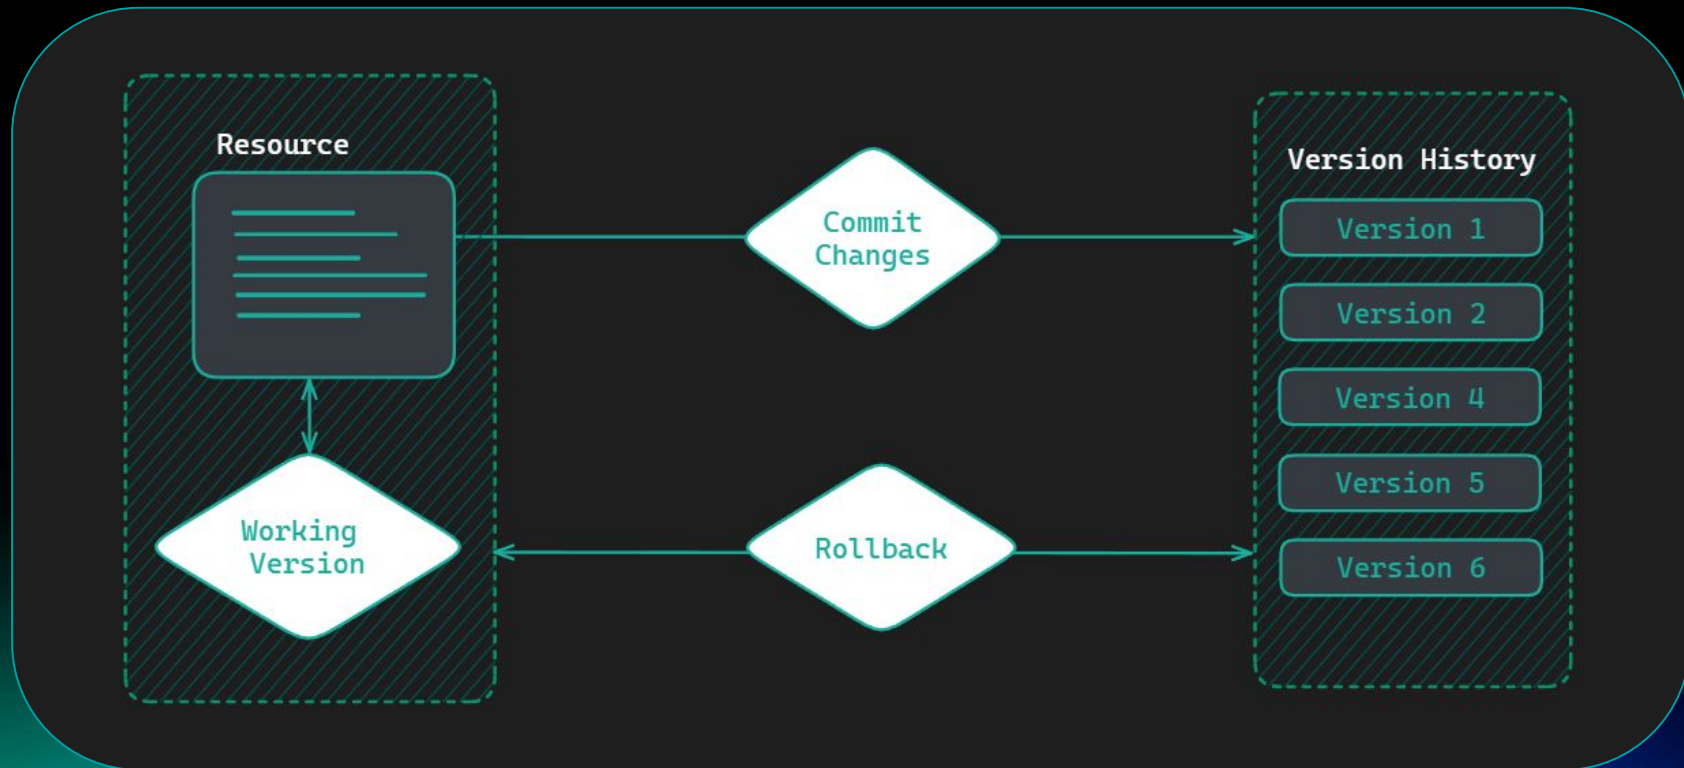 Resource
Working
Version
Commit
Changes
Rollback
Version History
Version 1
Version 2
Version 4
Version 5
Version 6